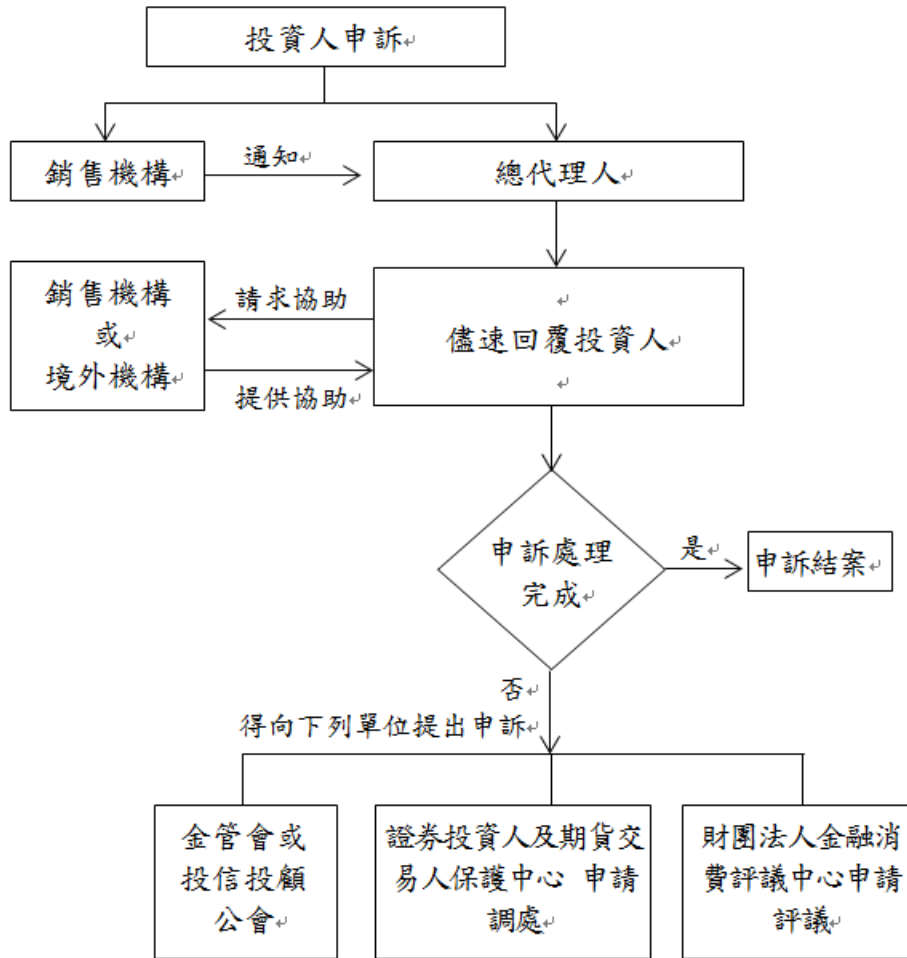 投資人申訴
銷售機構
通知
總代理人
銷售機構
或
境外機構
請求協助
提供協助
儘速回覆投資人
申訴處理
完成
是
申訴結案
否
得向下列單位提出申訴
金管會或
投信投顧
公會
證券投資人及期貨交
易人保護中心 申請
調處
財團法人金融消
費評議中心申請
評議